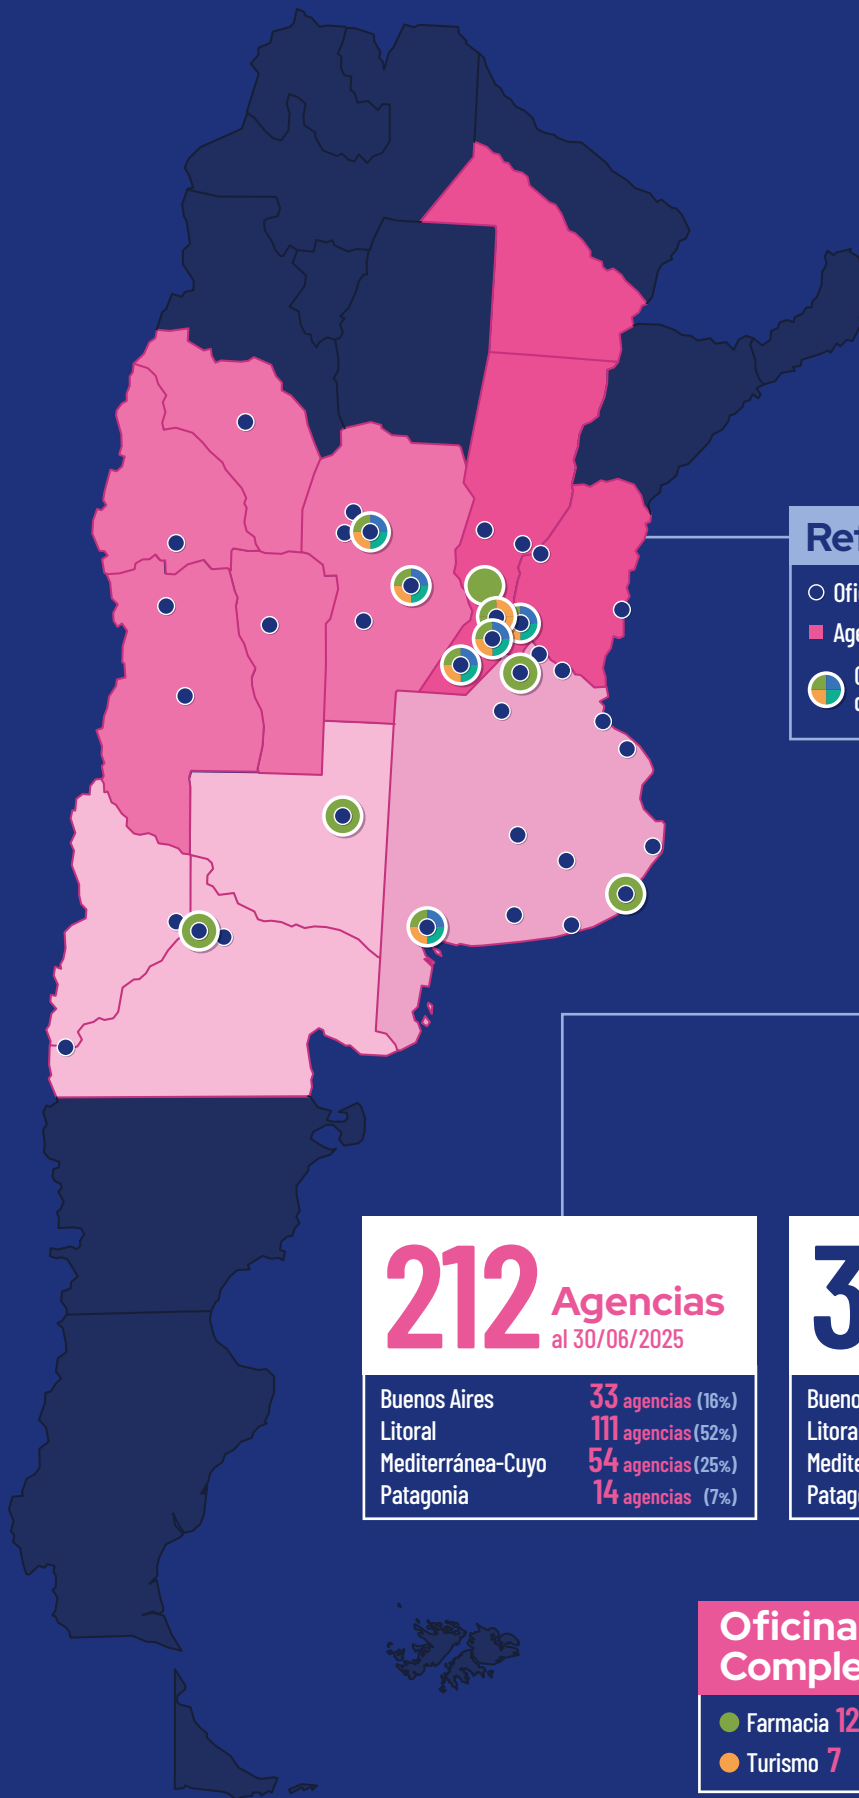 Ref
Ofi
Age
212
Agencias
al 30/06/2025
Buenos Aires 33 agencias (16%)
Litoral 111 agencias (52%)
Mediterránea-Cuyo 54 agencias (25%)
Patagonia 14 agencias (7%)
3
Bueno
Litora
Medite
Patag
Oficina
Comple
Farmacia 12
Turismo 7